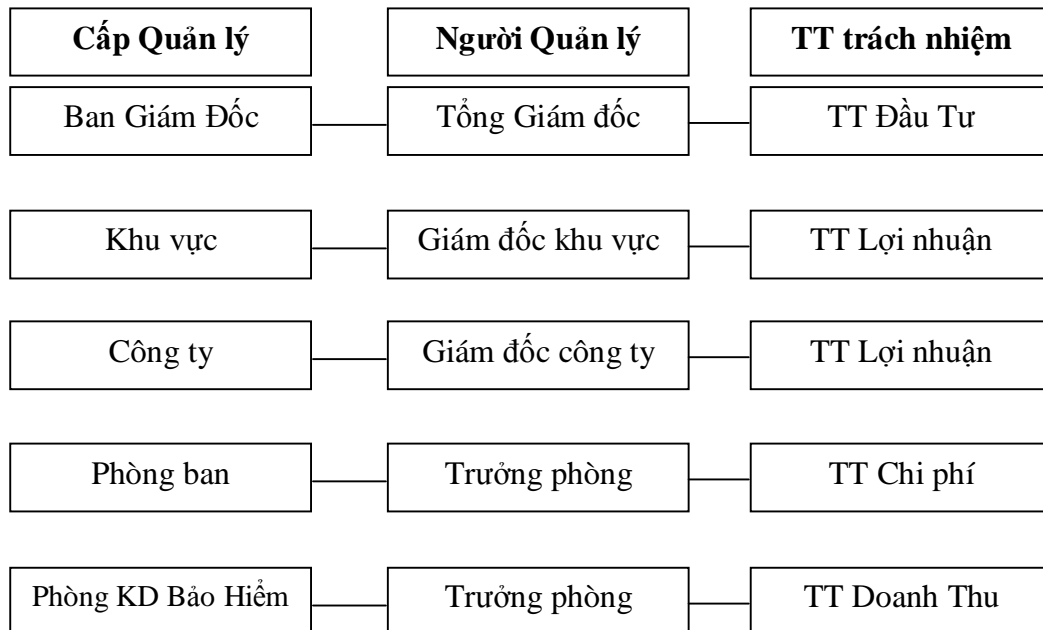 Cấp Quản lý
Người Quản lý
TT trách nhiệm
Ban Giám Đốc
Tổng Giám đốc
TT Đầu Tư
Khu vực
Giám đốc khu vực
TT Lợi nhuận
Công ty
Giám đốc công ty
TT Lợi nhuận
Phòng ban
Trưởng phòng
TT Chi phí
Phòng KD Bảo Hiểm
Trưởng phòng
TT Doanh Thu